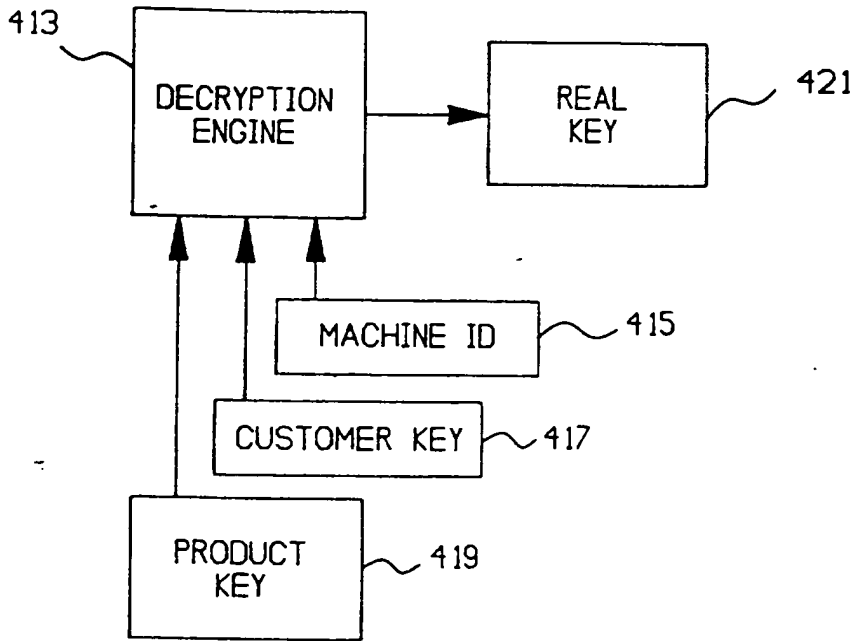 413
DECRYPTION
ENGINE
REAL
KEY
421
MACHINE ID
415
CUSTOMER KEY
417
PRODUCT
KEY
419